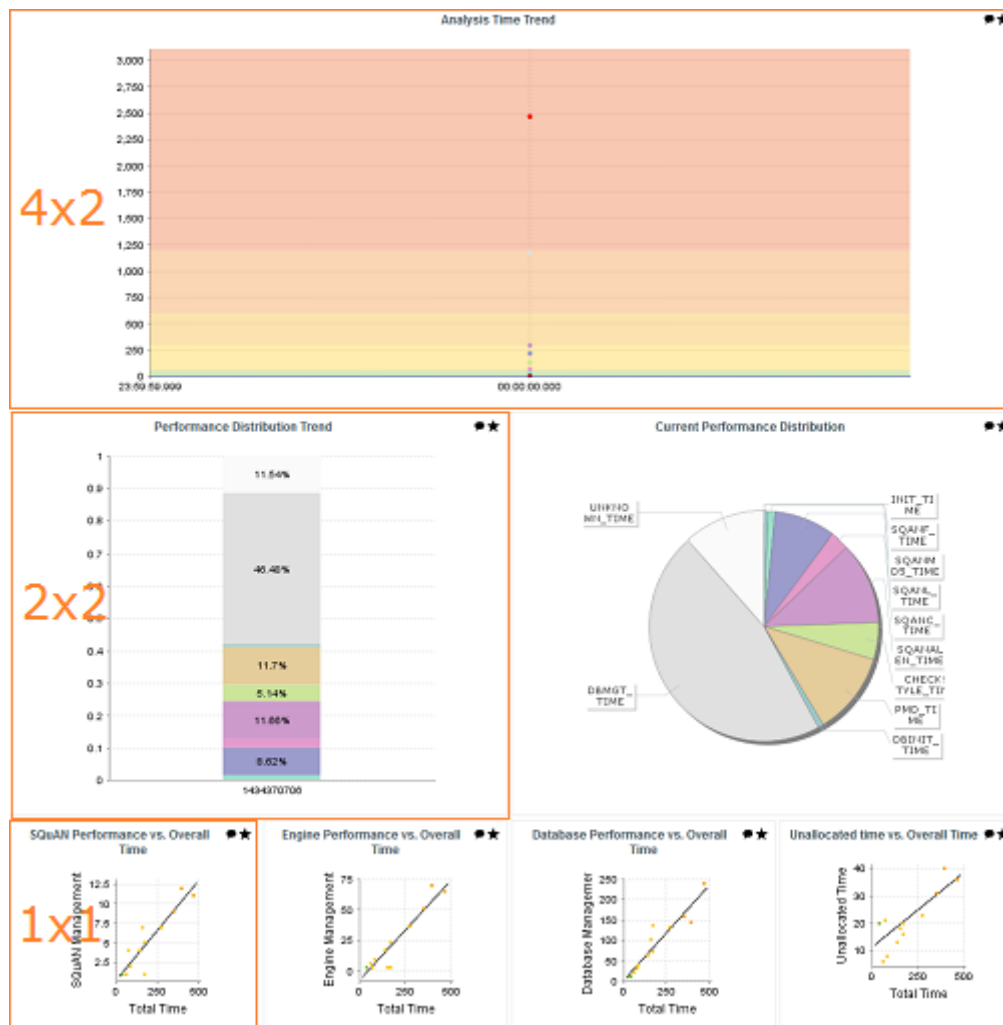 Analysis Time Trend
3,000
2,750
2,500
2,250
2,000
1,750
1,500
1,250
1,000
750
500
250
0
23:59:59.999
00:00:00.000
4x2
Performance Distribution Trend
1
0.9
0.8
0.7
0.6
0.5
0.4
0.3
0.2
0.1
0
11.54%
46.48%
11.7%
5.14%
11.86%
8.62%
1434370706
2x2
Current Performance Distribution
UNKNO
WN_TIME
DBMGT_
TIME
INIT_TI
ME
SQANF_
TIME
SQANM
DS_TIME
SQANL_
TIME
SQANC_
TIME
SQANAL
EN_TIME
CHECKS
TYLE_TIM
PMD_TI
ME
DBINIT_
TIME
SQuAN Performance vs. Overall
Time
12.5
10.0
7.5
5
2.5
SQUAN Management
0
250
500
Total Time
1x1
Engine Performance vs. Overall
Time
75
50
25
0
Engine Management
0
250
500
Total Time
Database Performance vs. Overall
Time
250
200
150
100
50
0
Database Managemer
0
250
500
Total Time
Unallocated time vs. Overall Time
40
30
20
10
Unallocated Time
0
250
500
Total Time